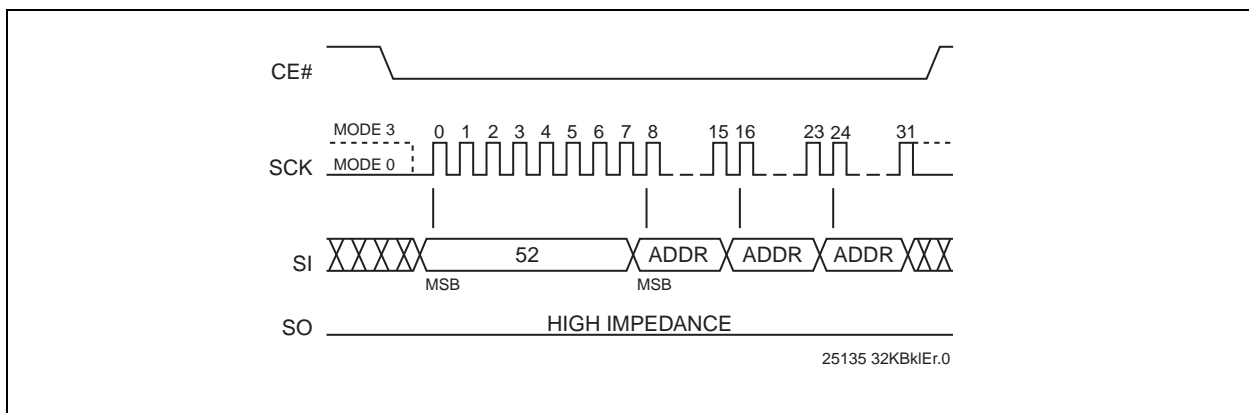 CE#
MODE 3 0 1 2 3 4 5 6 7 8 15 16 23 24 31
SCK MODE 0
SI 52 ADDR ADDR ADDR
MSB MSB
SO HIGH IMPEDANCE
25135 32KBklEr.0